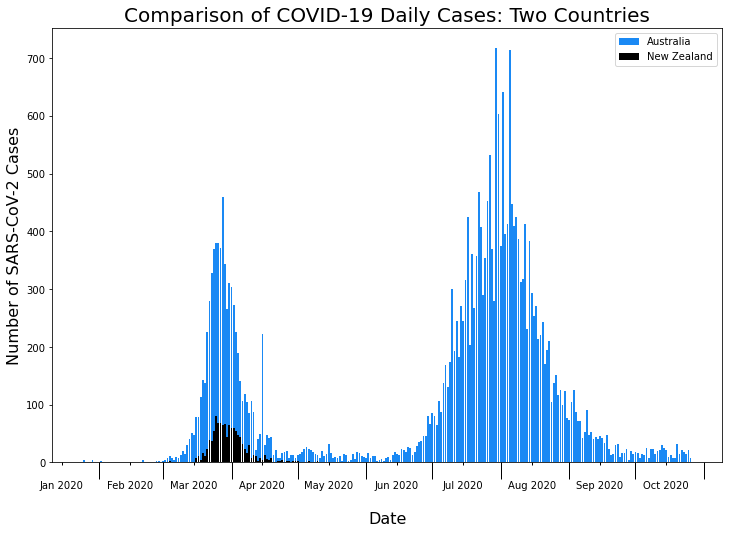 Comparison of COVID-19 Daily Cases: Two Countries
Australia
New Zealand
Number of SARS-CoV-2 Cases
700
600
500
400
300
200
100
0
Jan 2020 Feb 2020 Mar 2020 Apr 2020 May 2020 Jun 2020 Jul 2020 Aug 2020 Sep 2020 Oct 2020
Date